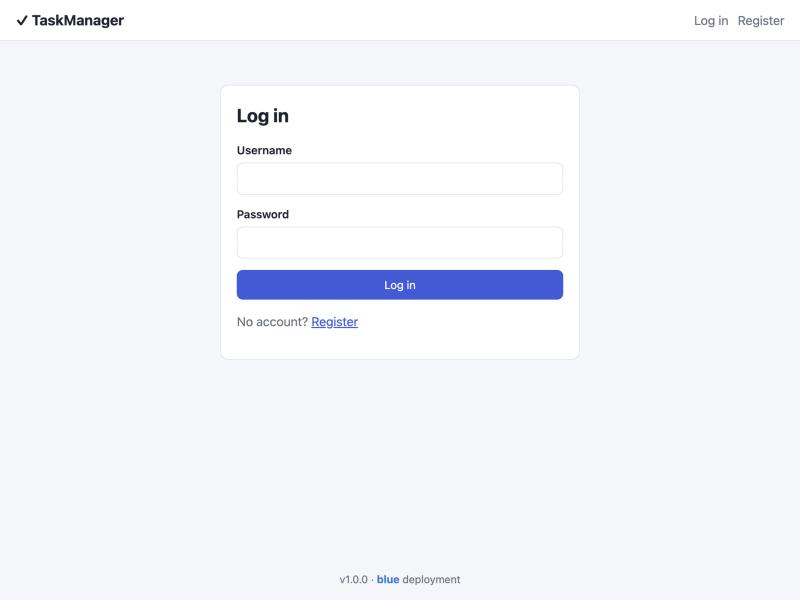 ✓ TaskManager
Log in Register
Log in
Username
Password
Log in
No account? Register
v1.0.0 · blue deployment